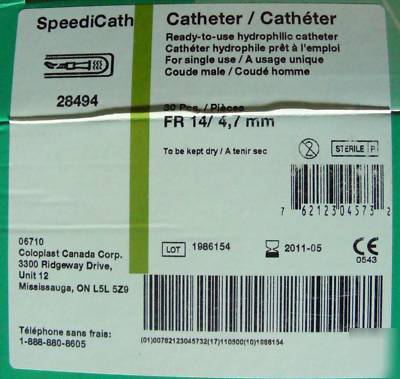 SpeediCath
28494
Catheter / Cathéter
Ready-to-use hydrophilic catheter
Cathéter hydrophile prêt à l'emploi
For single use / A usage unique
Coude male / Coudé homme
30 Pcs. / Pièces
FR 14/ 4,7 mm
To be kept dry / A tenir sec
2
STERILE R
7 62123 04573 2
06710
Coloplast Canada Corp.
3300 Ridgeway Drive,
Unit 12
Mississauga, ON L5L 5Z9
LOT 1986154
2011-05
CE
0543
Téléphone sans frais:
1-888-880-8605
(01)00762123045732(17)110500(10)1986154